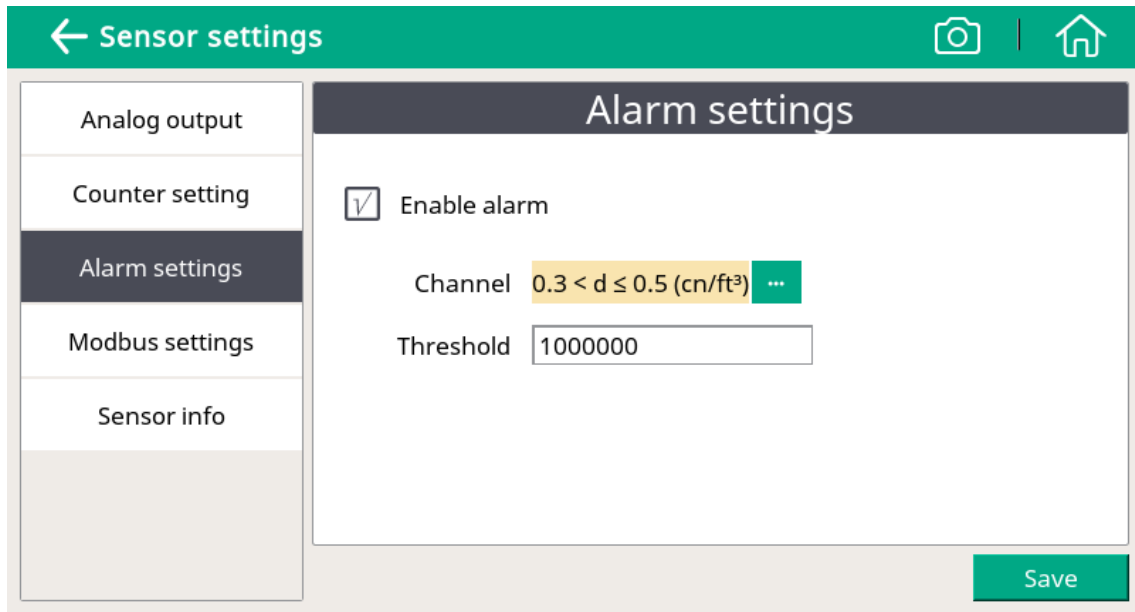 Sensor settings
Analog output
Counter setting
Alarm settings
Modbus settings
Sensor info
Alarm settings
Enable alarm
Channel 0.3 < d ≤ 0.5 (cn/ft³) ...
Threshold 1000000
Save